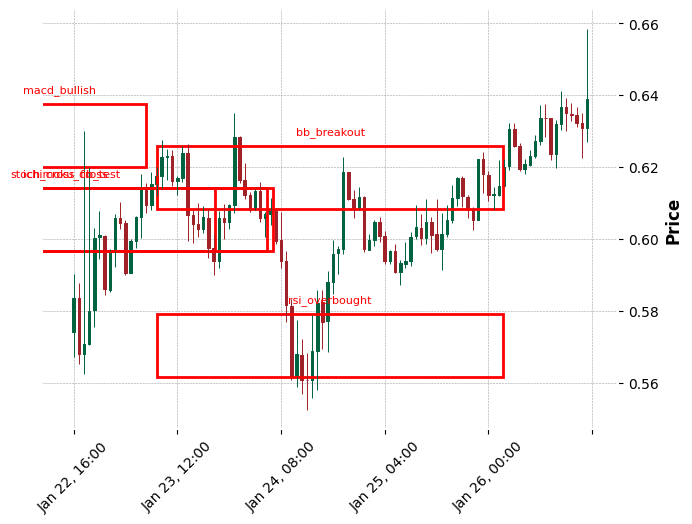 0.66
0.64
0.62
0.60
0.58
0.56
Price
macd_bullish
bb_breakout
rsi_overbought
Jan 22, 16:00
Jan 23, 12:00
Jan 24, 08:00
Jan 25, 04:00
Jan 26, 00:00